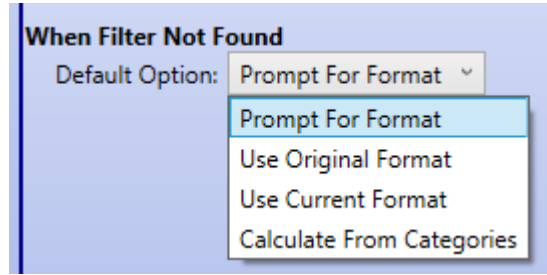 When Filter Not Found
Default Option: Prompt For Format
Prompt For Format
Use Original Format
Use Current Format
Calculate From Categories